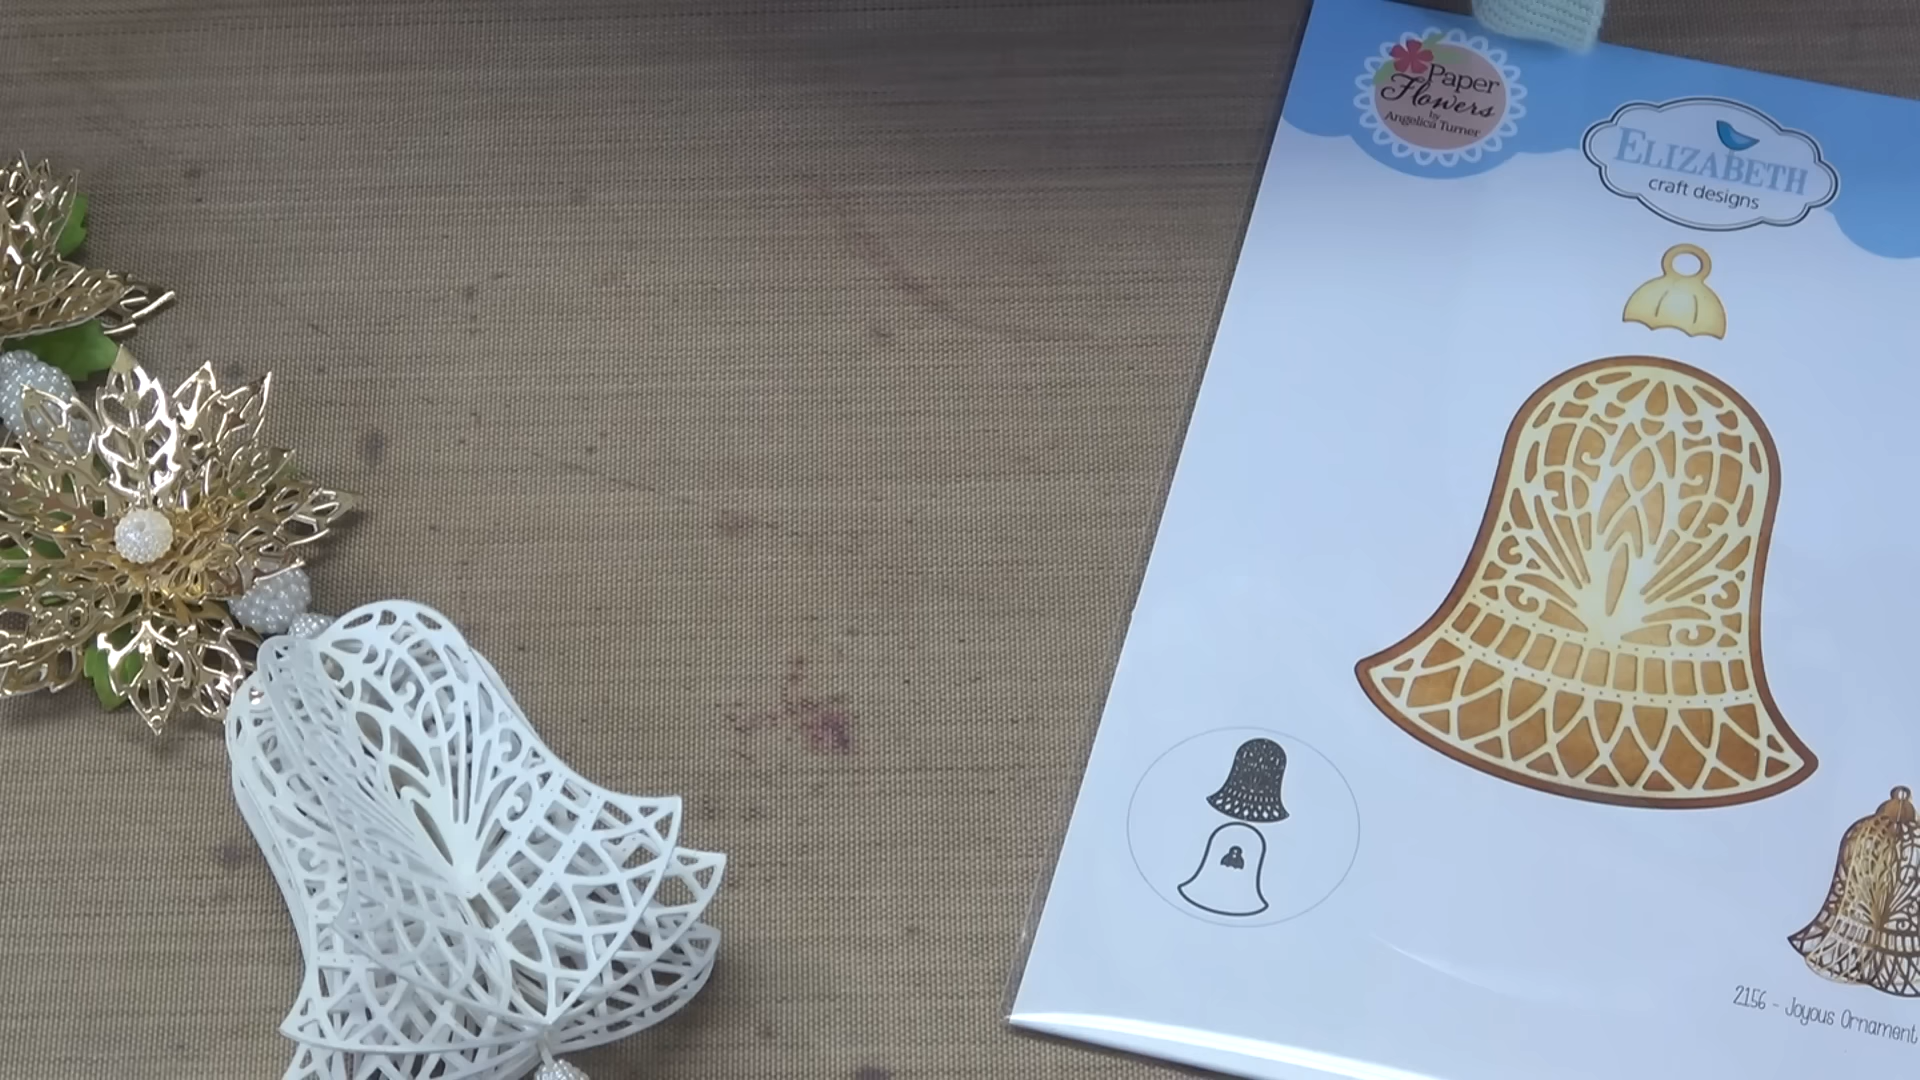 Paper
Flowers
by
Angelica Turner
ELIZABETH
craft designs
2156 - Joyous Ornament